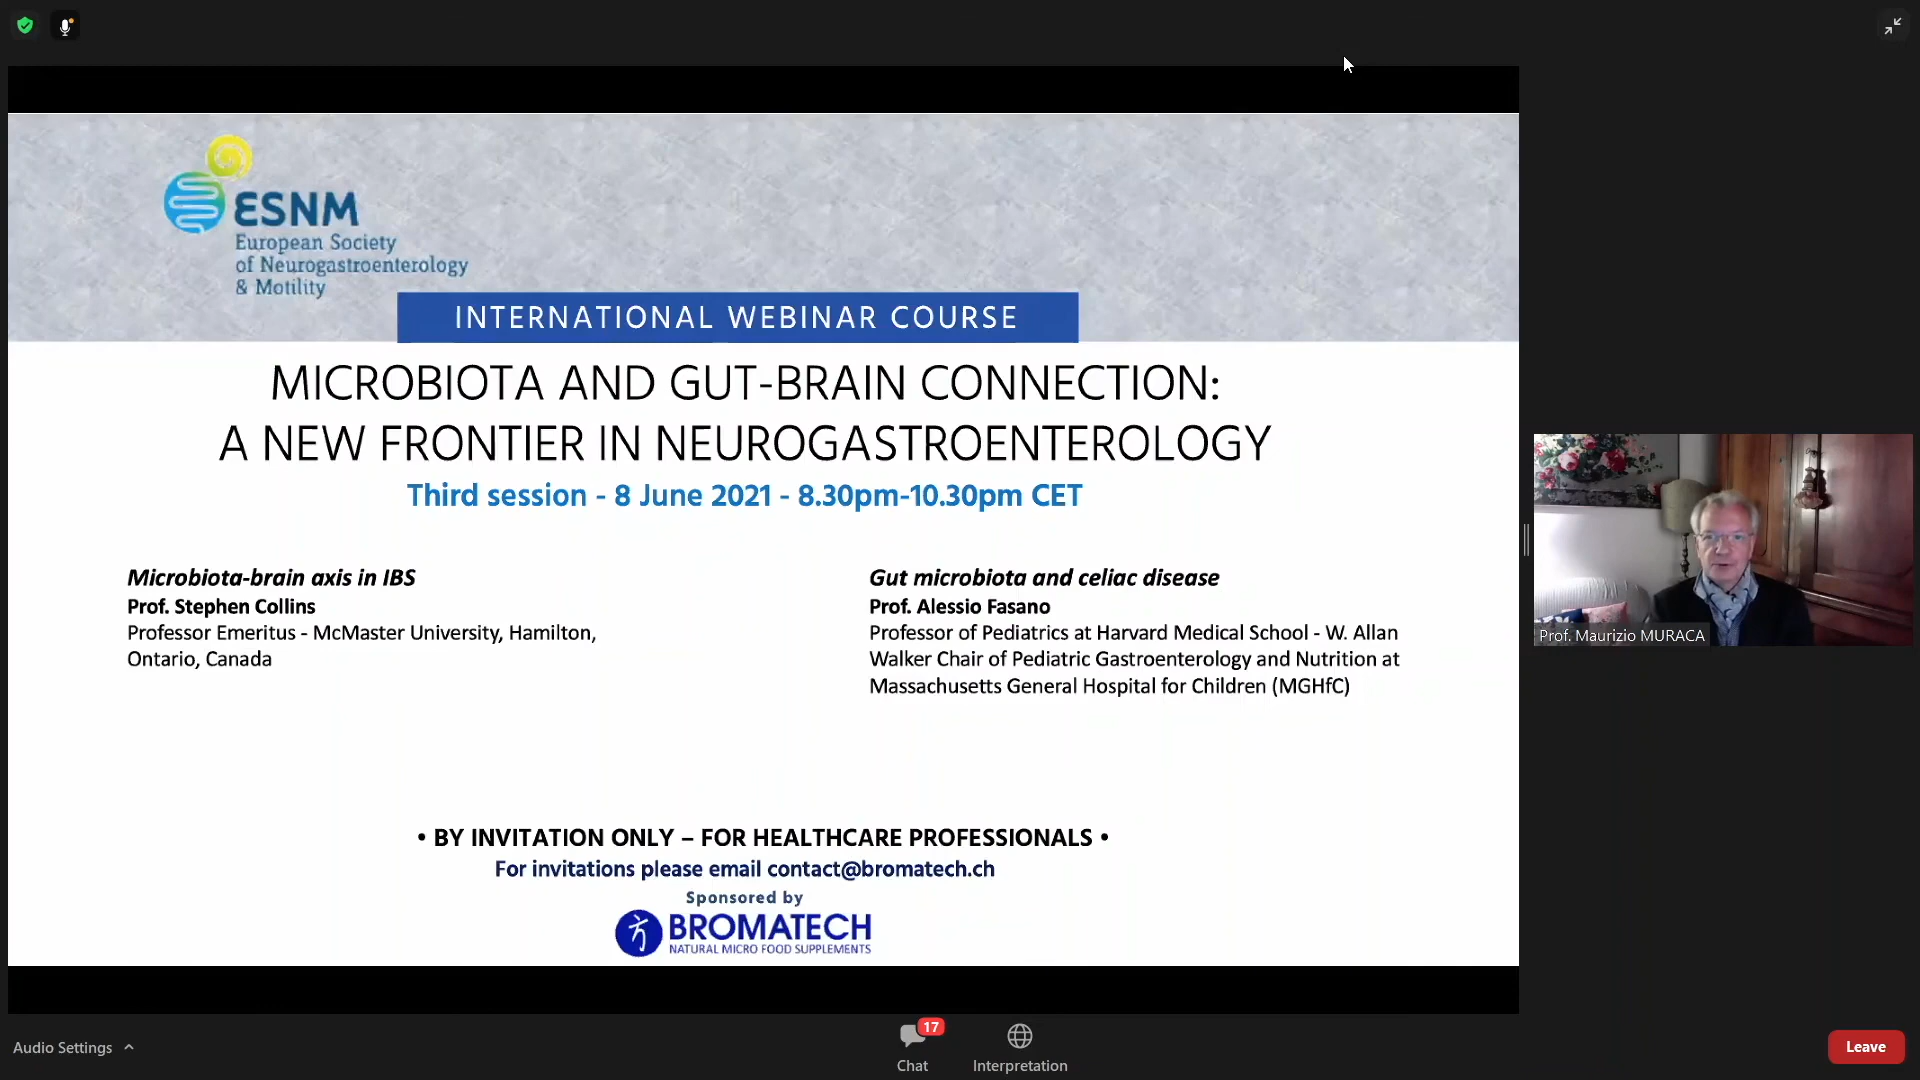 ESNM
European Society
of Neurogastroenterology
& Motility
INTERNATIONAL WEBINAR COURSE
MICROBIOTA AND GUT-BRAIN CONNECTION:
A NEW FRONTIER IN NEUROGASTROENTEROLOGY
Third session - 8 June 2021 - 8.30pm-10.30pm CET
Microbiota-brain axis in IBS
Prof. Stephen Collins
Professor Emeritus - McMaster University, Hamilton,
Ontario, Canada
Gut microbiota and celiac disease
Prof. Alessio Fasano
Professor of Pediatrics at Harvard Medical School - W. Allan
Walker Chair of Pediatric Gastroenterology and Nutrition at
Massachusetts General Hospital for Children (MGHfC)
Prof. Maurizio MURACA
• BY INVITATION ONLY – FOR HEALTHCARE PROFESSIONALS •
For invitations please email contact@bromatech.ch
Sponsored by
BROMATECH
NATURAL MICRO FOOD SUPPLEMENTS
Audio Settings
17
Chat
Interpretation
Leave